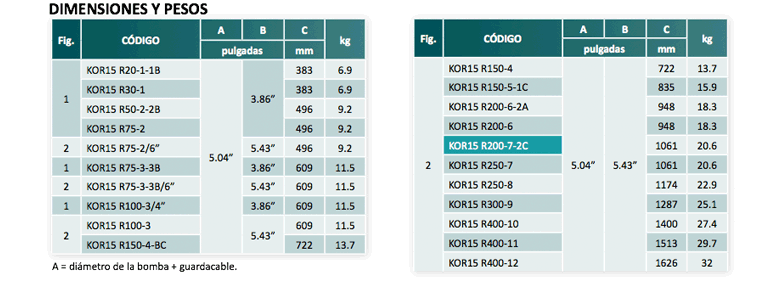 DIMENSIONES Y PESOS
Fig. CÓDIGO A B C kg
pulgadas mm
KOR15 R20-1-1B 383 6.9
1 KOR15 R30-1 3.86” 383 6.9
KOR15 R50-2-2B 496 9.2
KOR15 R75-2 496 9.2
2 KOR15 R75-2/6” 5.04” 5.43” 496 9.2
1 KOR15 R75-3-3B 3.86” 609 11.5
2 KOR15 R75-3-3B/6” 5.43” 609 11.5
1 KOR15 R100-3/4” 3.86” 609 11.5
2 KOR15 R100-3 5.43” 609 11.5
KOR15 R150-4-BC 722 13.7
A = diámetro de la bomba + guardacable.
Fig. CÓDIGO A B C kg
pulgadas mm
KOR15 R150-4 722 13.7
KOR15 R150-5-1C 835 15.9
KOR15 R200-6-2A 948 18.3
KOR15 R200-6 948 18.3
KOR15 R200-7-2C 1061 20.6
2 KOR15 R250-7 5.04” 5.43” 1061 20.6
KOR15 R250-8 1174 22.9
KOR15 R300-9 1287 25.1
KOR15 R400-10 1400 27.4
KOR15 R400-11 1513 29.7
KOR15 R400-12 1626 32